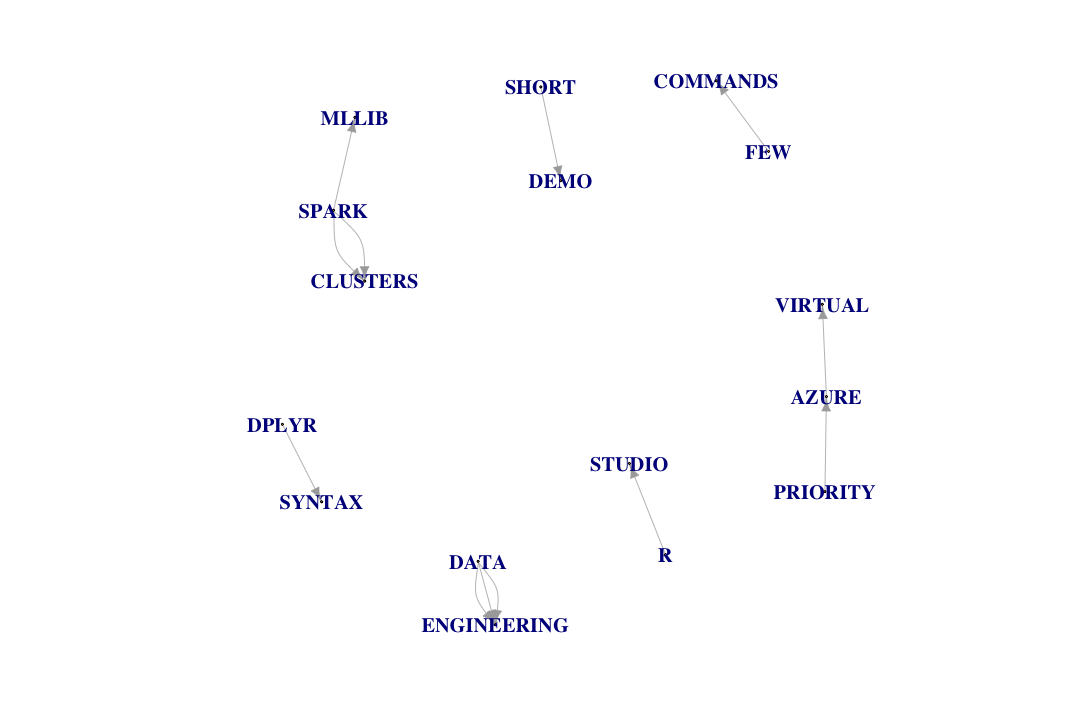 COMMANDS
SHORT
MLLIB
FEW
DEMO
SPARK
CLUSTERS
VIRTUAL
AZURE
DPLYR
STUDIO
PRIORITY
SYNTAX
R
DATA
ENGINEERING